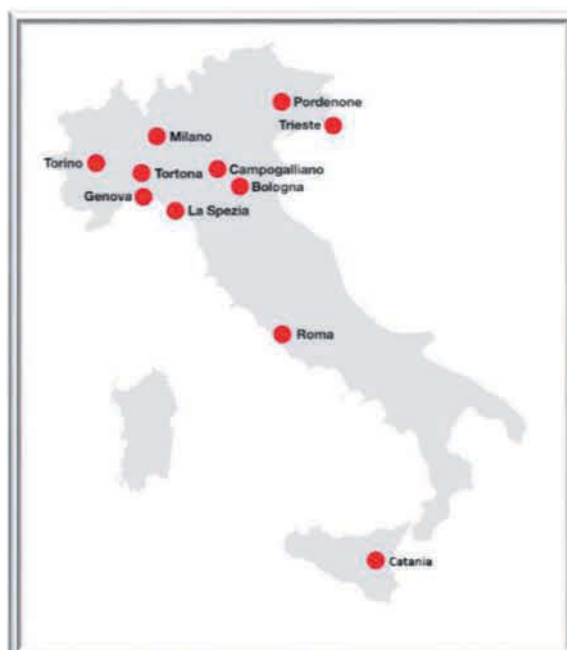 Pordenone
Trieste
Milano
Torino
Tortona
Campogalliano
Bologna
Genova
La Spezia
Roma
Catania